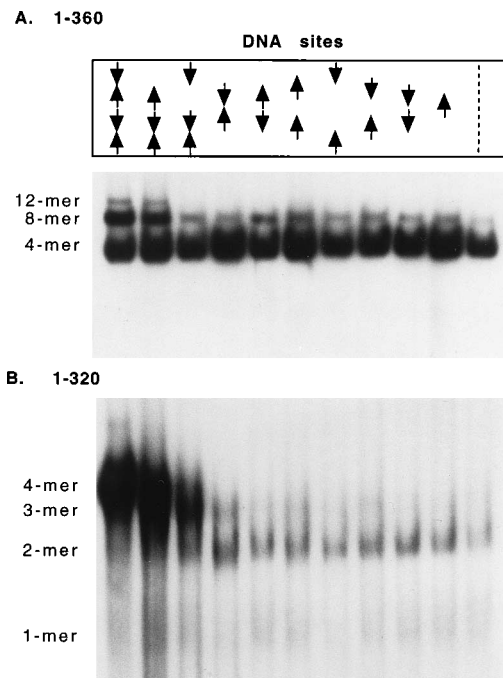 A. 1-360
DNA sites
12-mer
8-mer
4-mer
B. 1-320
4-mer
3-mer
2-mer
1-mer